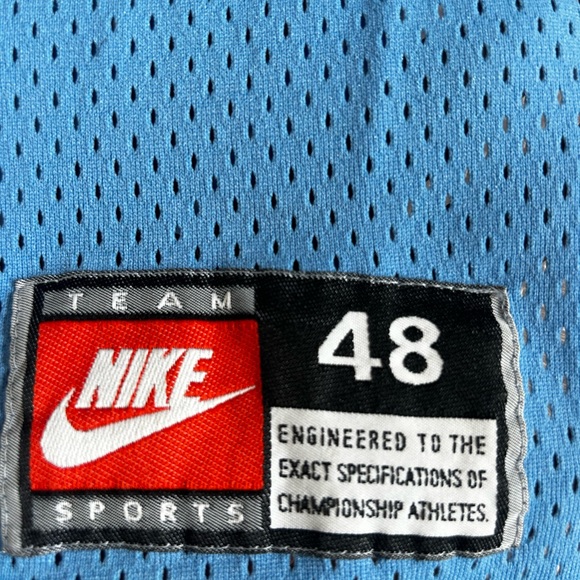 TEAM
NIKE
SPORTS
48
ENGINEERED TO THE
EXACT SPECIFICATIONS OF
CHAMPIONSHIP ATHLETES.